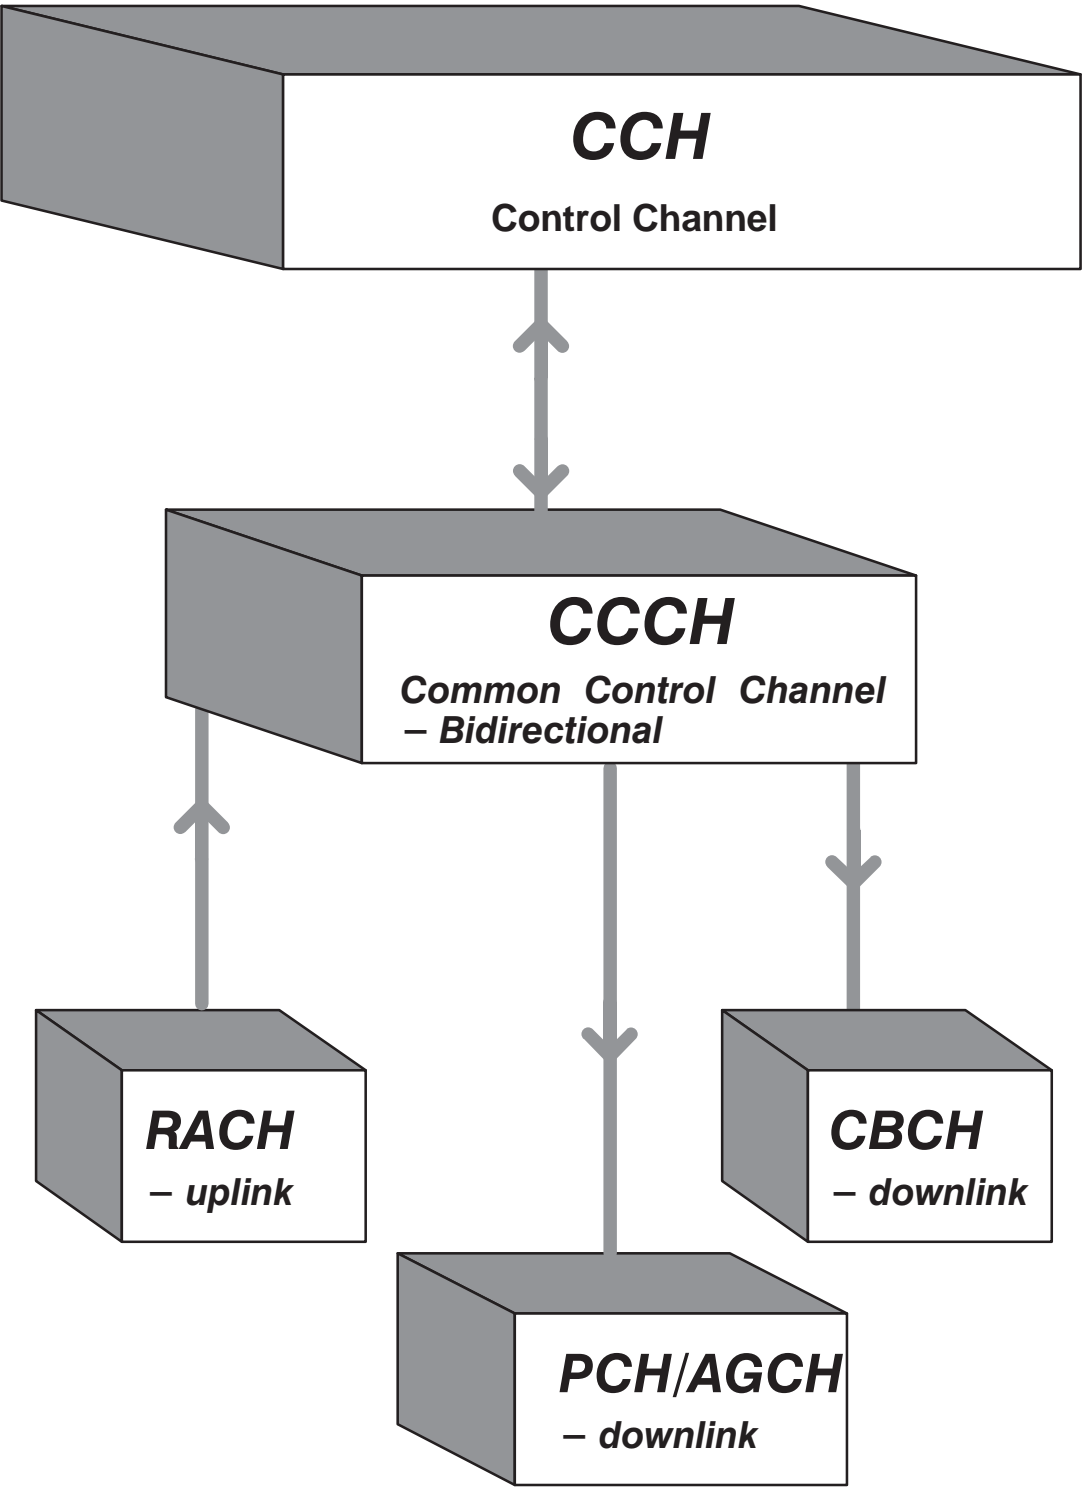 CCH
Control Channel
CCCH
Common Control Channel
– Bidirectional
RACH
– uplink
CBCH
– downlink
PCH/AGCH
– downlink